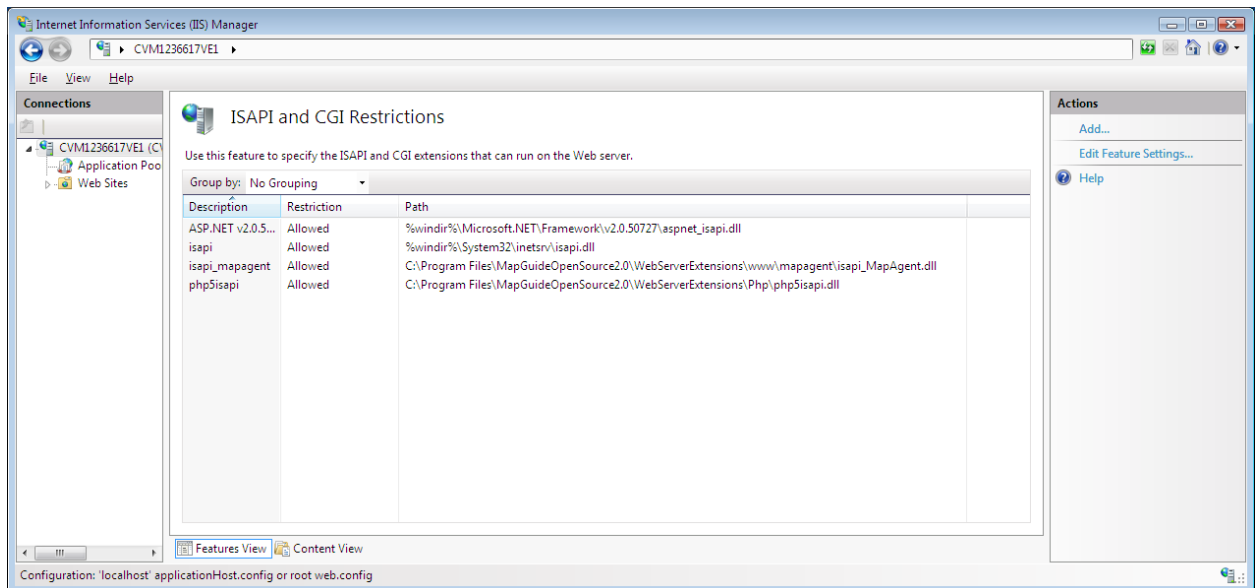 Internet Information Services (IIS) Manager
CVM1236617VE1
File View Help
Connections
CVM1236617VE1 (CV
Application Poo
Web Sites
ISAPI and CGI Restrictions
Use this feature to specify the ISAPI and CGI extensions that can run on the Web server.
Group by: No Grouping
Description Restriction Path
ASP.NET v2.0.5... Allowed %windir%\Microsoft.NET\Framework\v2.0.50727\aspnet_isapi.dll
isapi Allowed %windir%\System32\inetsrv\isapi.dll
isapi_mapagent Allowed C:\Program Files\MapGuideOpenSource2.0\WebServerExtensions\www\mapagent\isapi_MapAgent.dll
php5isapi Allowed C:\Program Files\MapGuideOpenSource2.0\WebServerExtensions\Php\php5isapi.dll
Features View Content View
Actions
Add...
Edit Feature Settings...
Help
Configuration: 'localhost' applicationHost.config or root web.config